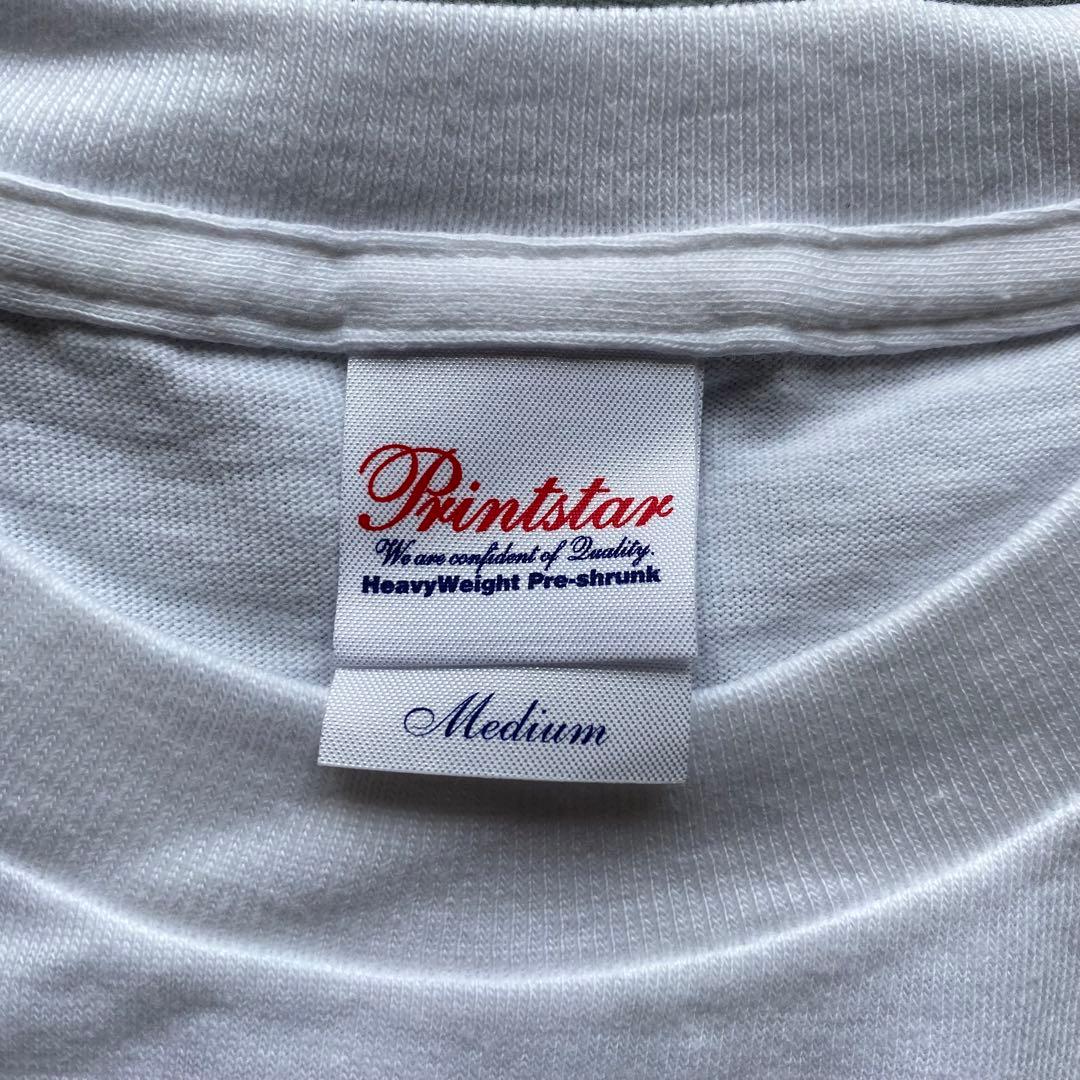 Printstar
We are confident of Quality.
HeavyWeight Pre-shrunk
Medium